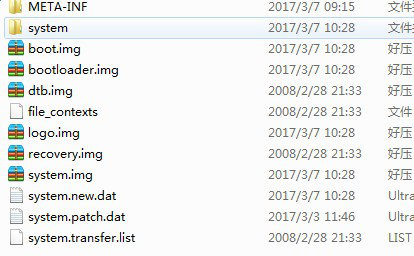 META-INF 2017/3/7 09:15 文件
system 2017/3/7 10:28 文件
boot.img 2017/3/7 10:28 好压
bootloader.img 2017/3/7 10:28 好压
dtb.img 2008/2/28 21:33 好压
file_contexts 2008/2/28 21:33 文件
logo.img 2017/3/7 10:28 好压
recovery.img 2008/2/28 21:33 好压
system.img 2017/3/7 10:28 好压
system.new.dat 2017/3/7 10:28 Ultra
system.patch.dat 2017/3/3 11:46 Ultra
system.transfer.list 2008/2/28 21:33 LIST